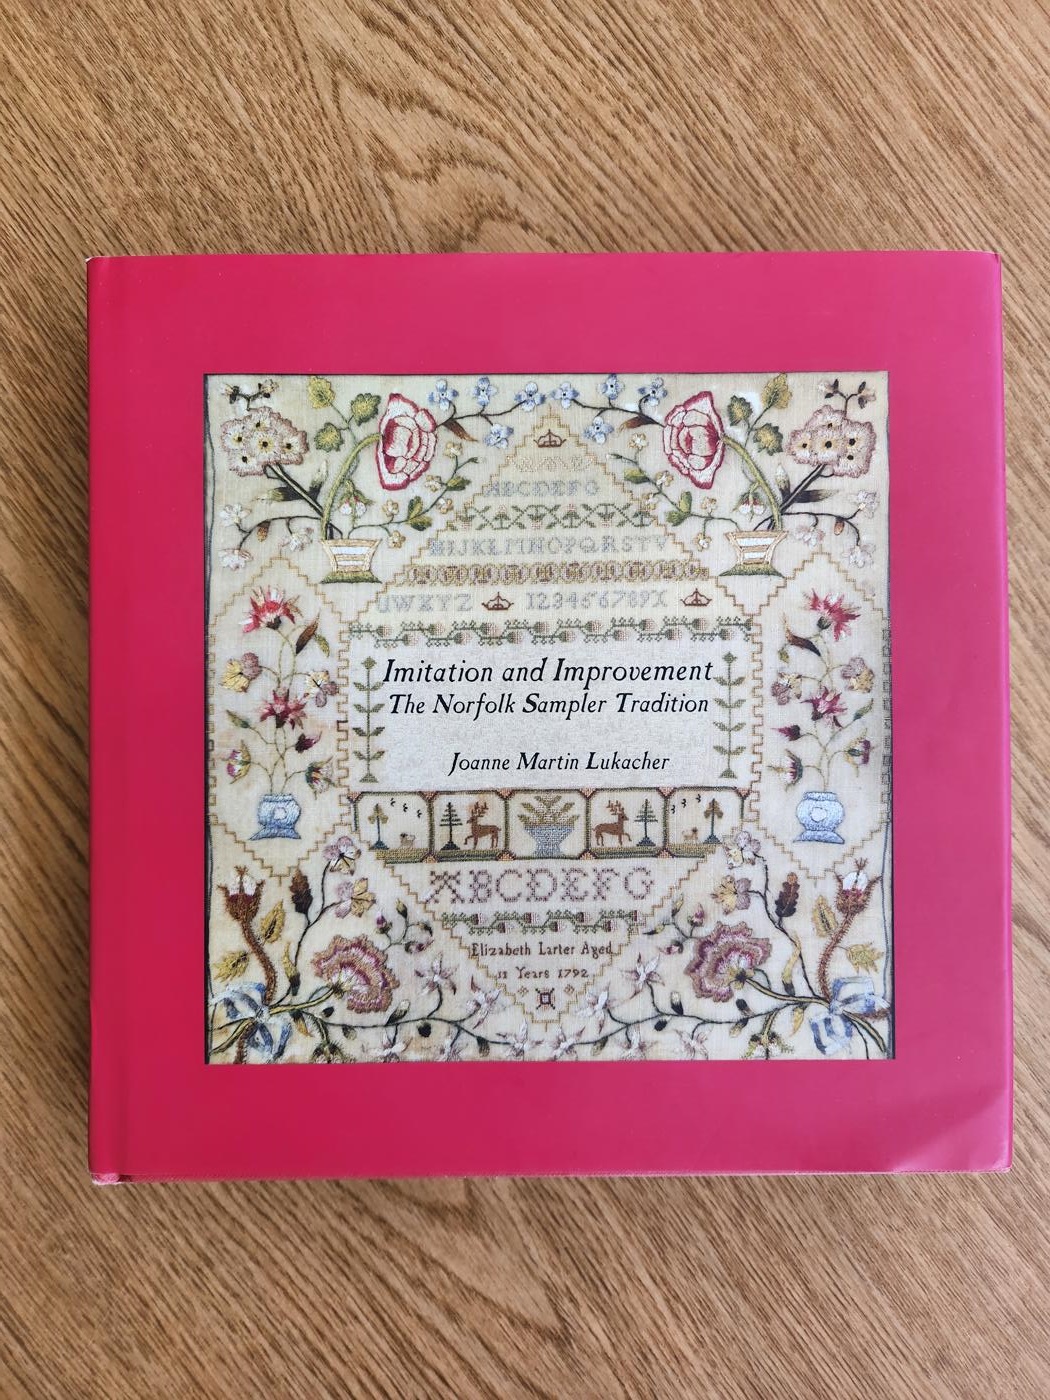 ABCDEFG
HIJKLMNOPQRSTV
UWXYZ 123456789X
Imitation and Improvement
The Norfolk Sampler Tradition
Joanne Martin Lukacher
ABCDEFG
Elizabeth Larter Aged
11 Years 1792